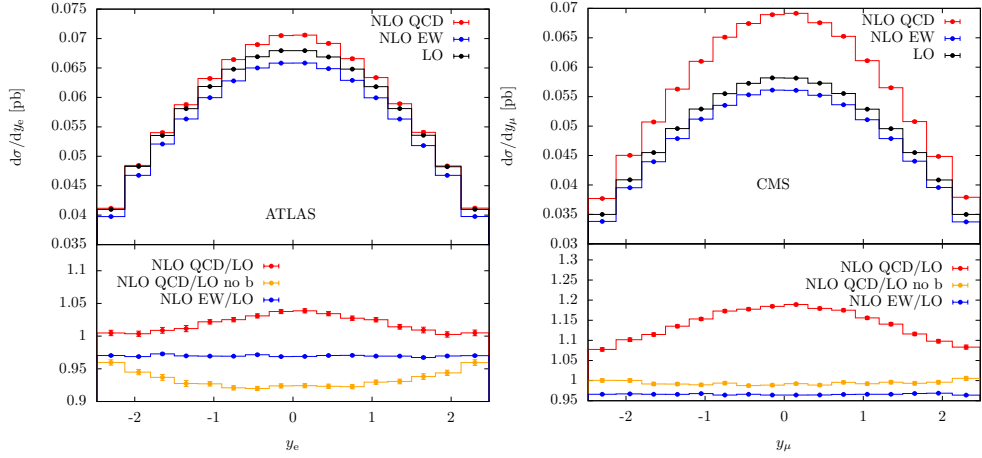 0.075
0.07
0.065
0.06
0.055
0.05
0.045
0.04
0.035
dσ/dy_e [pb]
NLO QCD
NLO EW
LO
ATLAS
1.1
1.05
1
0.95
0.9
NLO QCD/LO
NLO QCD/LO no b
NLO EW/LO
-2 -1 0 1 2
y_e
0.07
0.065
0.06
0.055
0.05
0.045
0.04
0.035
0.03
dσ/dy_μ [pb]
NLO QCD
NLO EW
LO
CMS
1.3
1.25
1.2
1.15
1.1
1.05
1
0.95
NLO QCD/LO
NLO QCD/LO no b
NLO EW/LO
-2 -1 0 1 2
y_μ